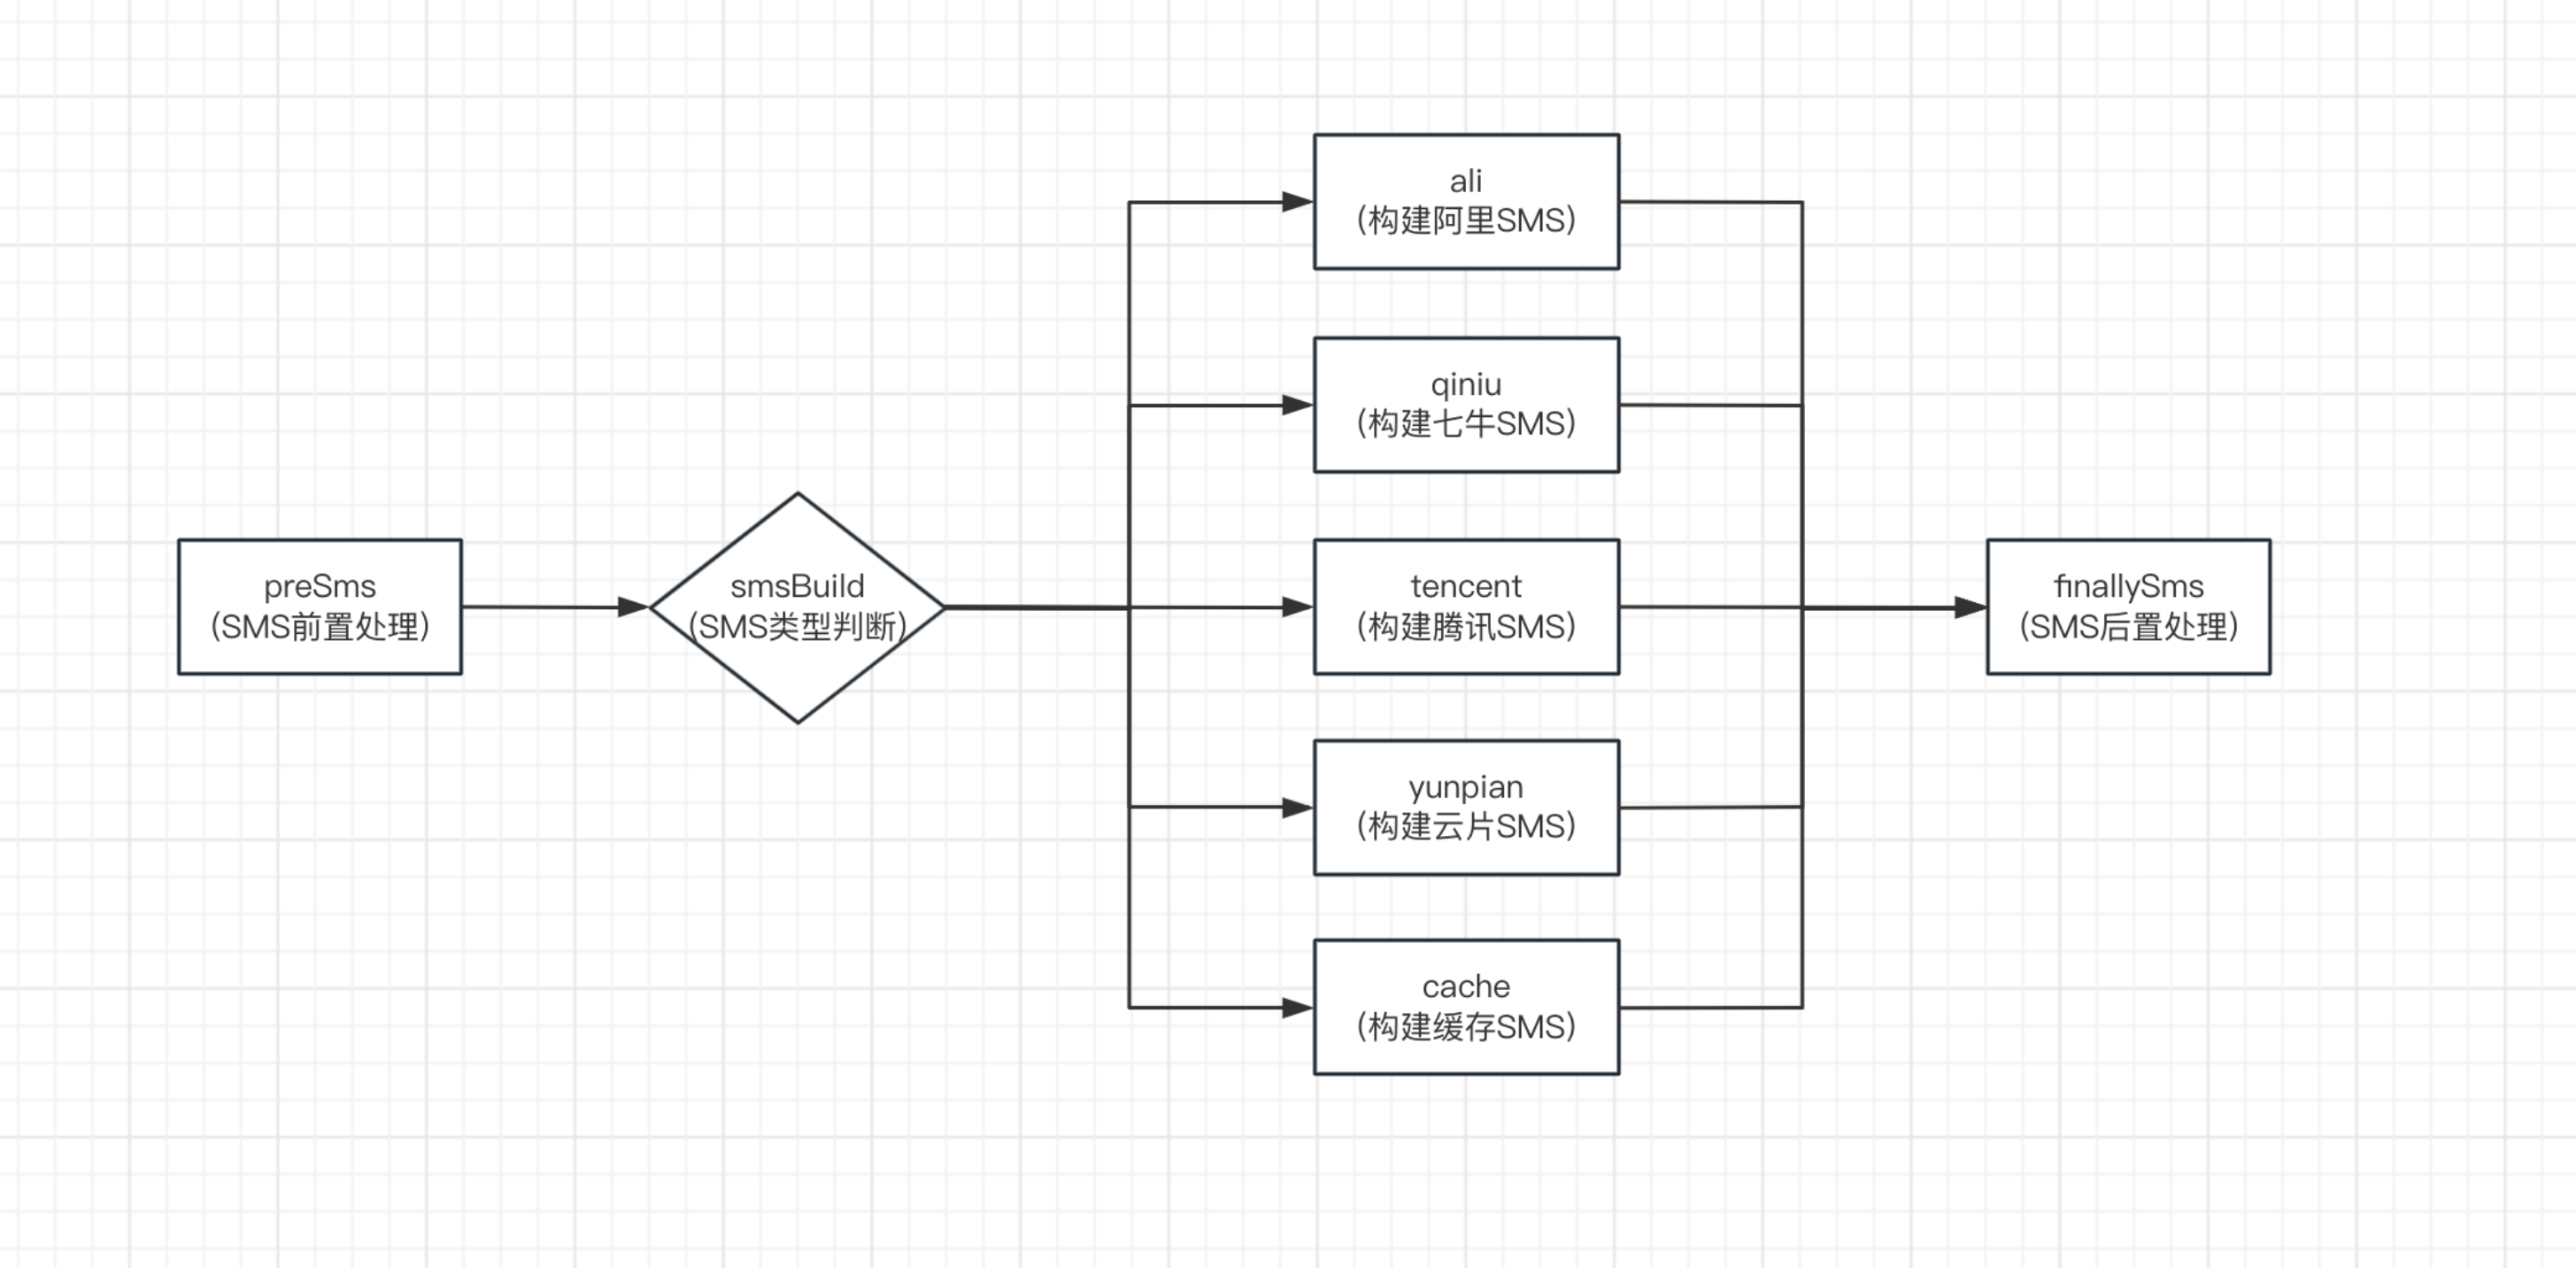 preSms
(SMS前置处理)
smsBuild
(SMS类型判断)
ali
(构建阿里SMS)
qiniu
(构建七牛SMS)
tencent
(构建腾讯SMS)
yunpian
(构建云片SMS)
cache
(构建缓存SMS)
finallySms
(SMS后置处理)